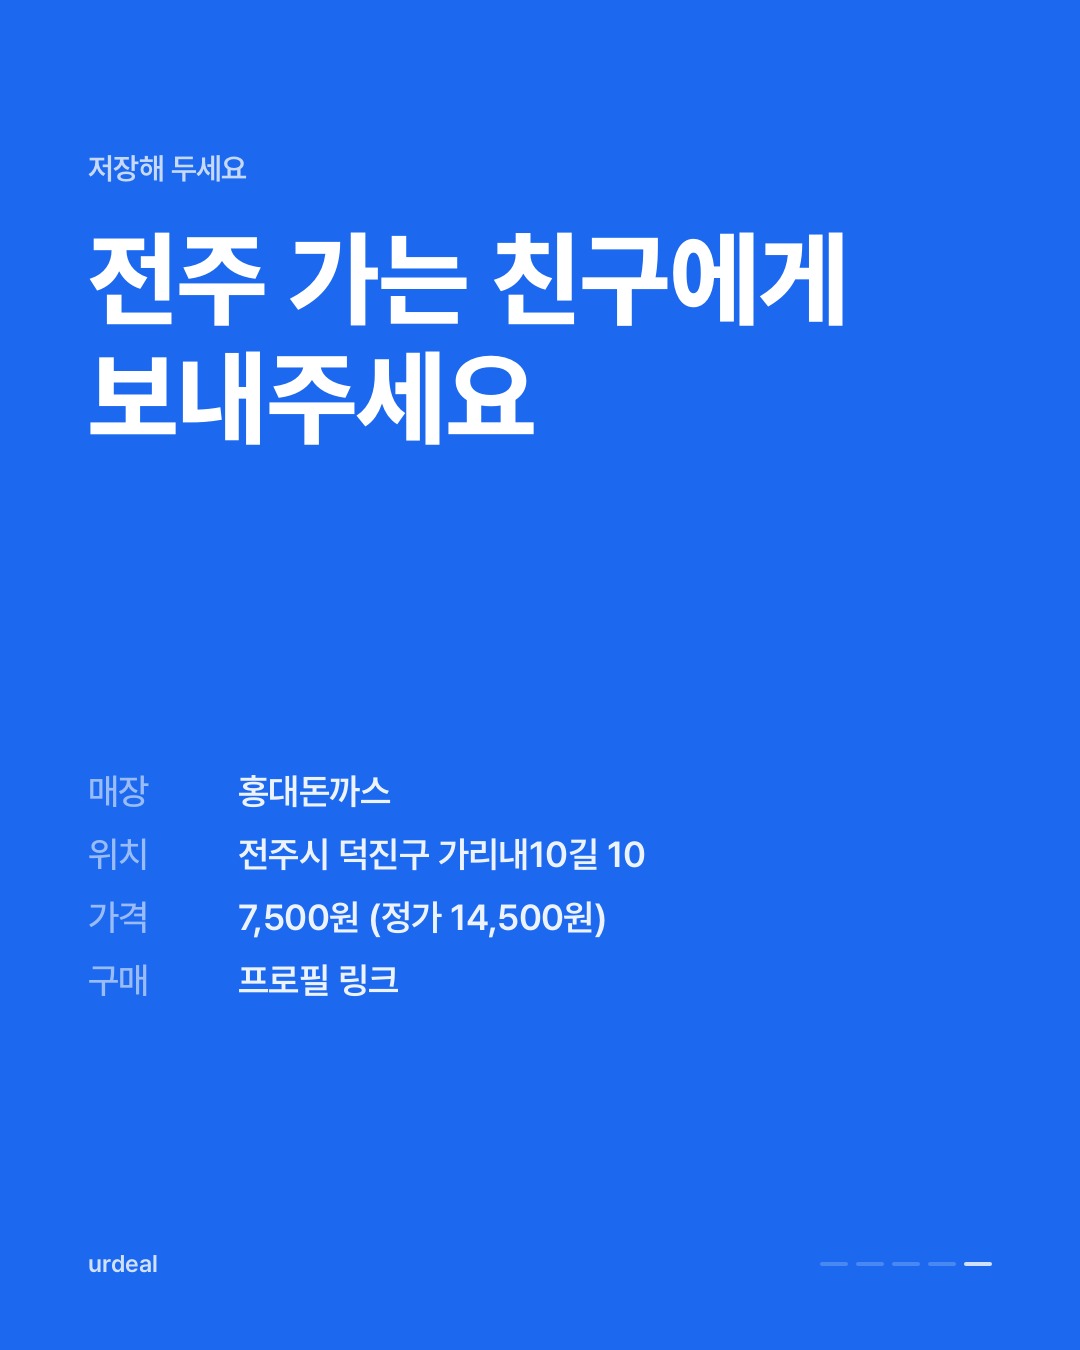 저장해 두세요
전주 가는 친구에게
보내주세요
매장 홍대돈까스
위치 전주시 덕진구 가리내10길 10
가격 7,500원 (정가 14,500원)
구매 프로필 링크
urdeal